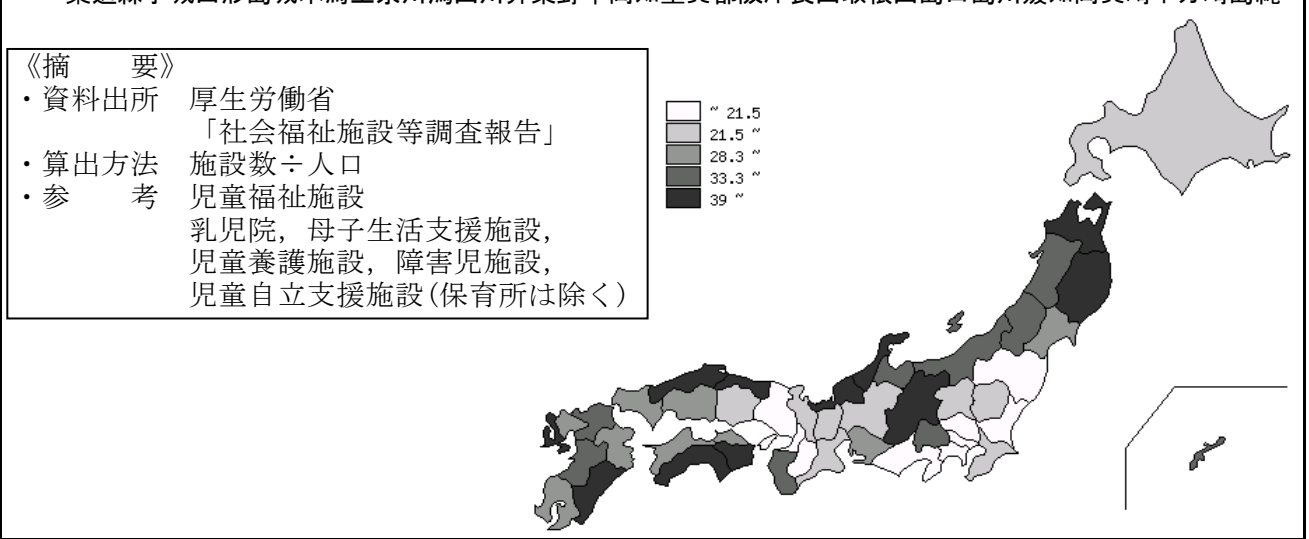 《摘　　要》
・資料出所　厚生労働省
「社会福祉施設等調査報告」
・算出方法　施設数÷人口
・参　　考　児童福祉施設
乳児院，母子生活支援施設，
児童養護施設，障害児施設，
児童自立支援施設(保育所は除く)
~ 21.5
21.5 ~
28.3 ~
33.3 ~
39 ~